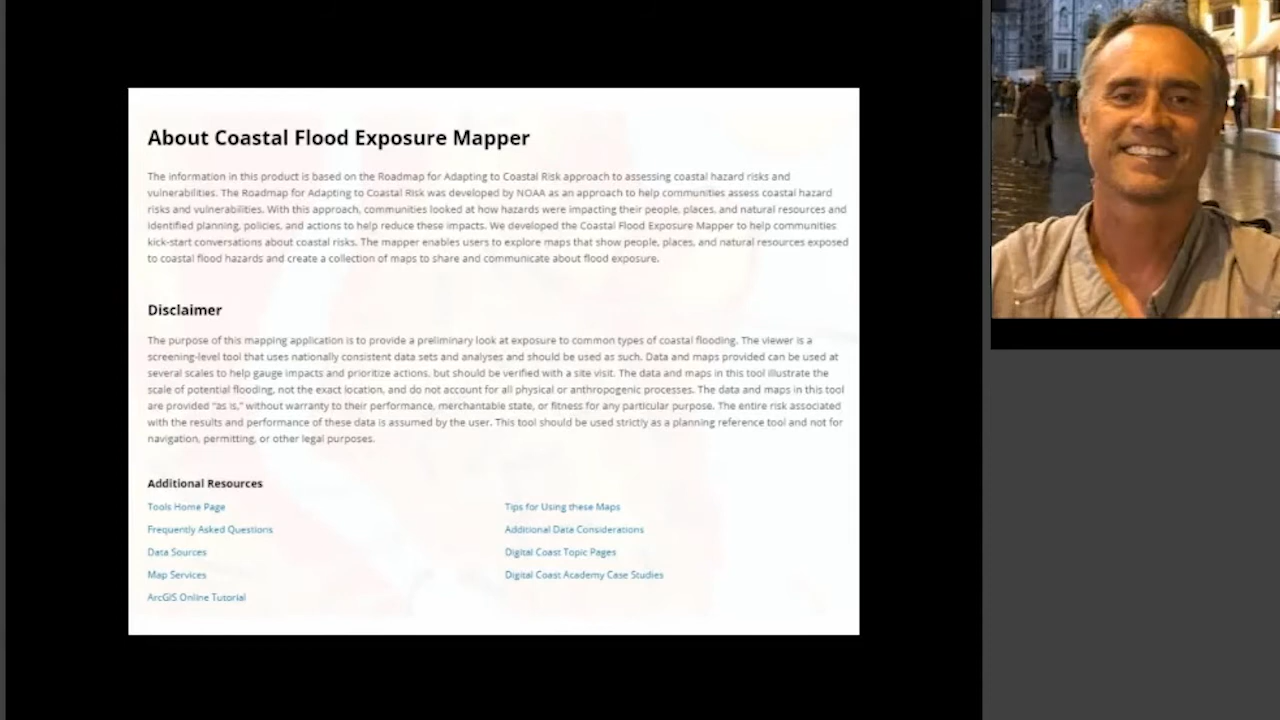 About Coastal Flood Exposure Mapper
The information in this product is based on the Roadmap for Adapting to Coastal Risk approach to assessing coastal hazard risks and
vulnerabilities. The Roadmap for Adapting to Coastal Risk was developed by NOAA as an approach to help communities assess coastal hazard
risks and vulnerabilities. With this approach, communities looked at how hazards were impacting their people, places, and natural resources and
identified planning, policies, and actions to help reduce these impacts. We developed the Coastal Flood Exposure Mapper to help communities
kick-start conversations about coastal risks. The mapper enables users to explore maps that show people, places, and natural resources exposed
to coastal flood hazards and create a collection of maps to share and communicate about flood exposure.
Disclaimer
The purpose of this mapping application is to provide a preliminary look at exposure to common types of coastal flooding. The viewer is a
screening-level tool that uses nationally consistent data sets and analyses and should be used as such. Data and maps provided can be used at
several scales to help gauge impacts and prioritize actions, but should be verified with a site visit. The data and maps in this tool illustrate the
scale of potential flooding, not the exact location, and do not account for all physical or anthropogenic processes. The data and maps in this tool
are provided "as is," without warranty to their performance, merchantable state, or fitness for any particular purpose. The entire risk associated
with the results and performance of these data is assumed by the user. This tool should be used strictly as a planning reference tool and not for
navigation, permitting, or other legal purposes.
Additional Resources
Tools Home Page
Frequently Asked Questions
Data Sources
Map Services
ArcGIS Online Tutorial
Tips for Using these Maps
Additional Data Considerations
Digital Coast Topic Pages
Digital Coast Academy Case Studies